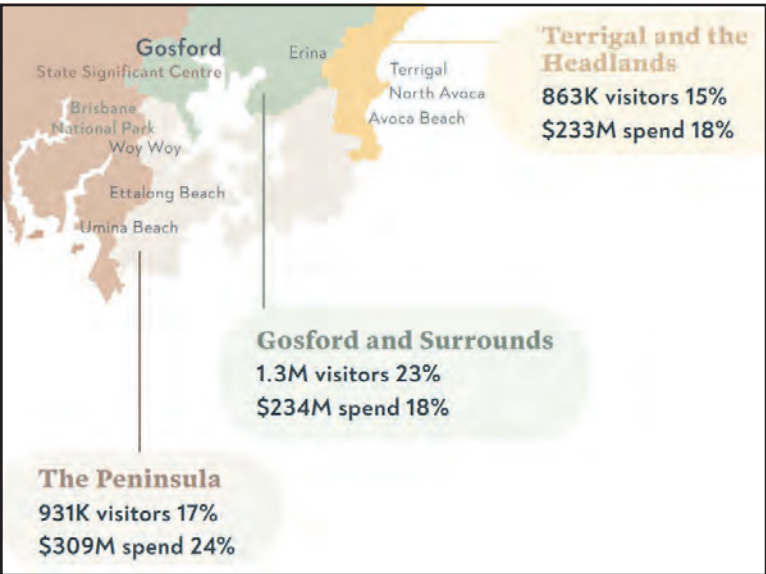 Gosford
State Significant Centre
Erina
Terrigal
North Avoca
Avoca Beach
Brisbane
National Park
Woy Woy
Ettalong Beach
Umina Beach
Terrigal and the
Headlands
863K visitors 15%
$233M spend 18%
Gosford and Surrounds
1.3M visitors 23%
$234M spend 18%
The Peninsula
931K visitors 17%
$309M spend 24%